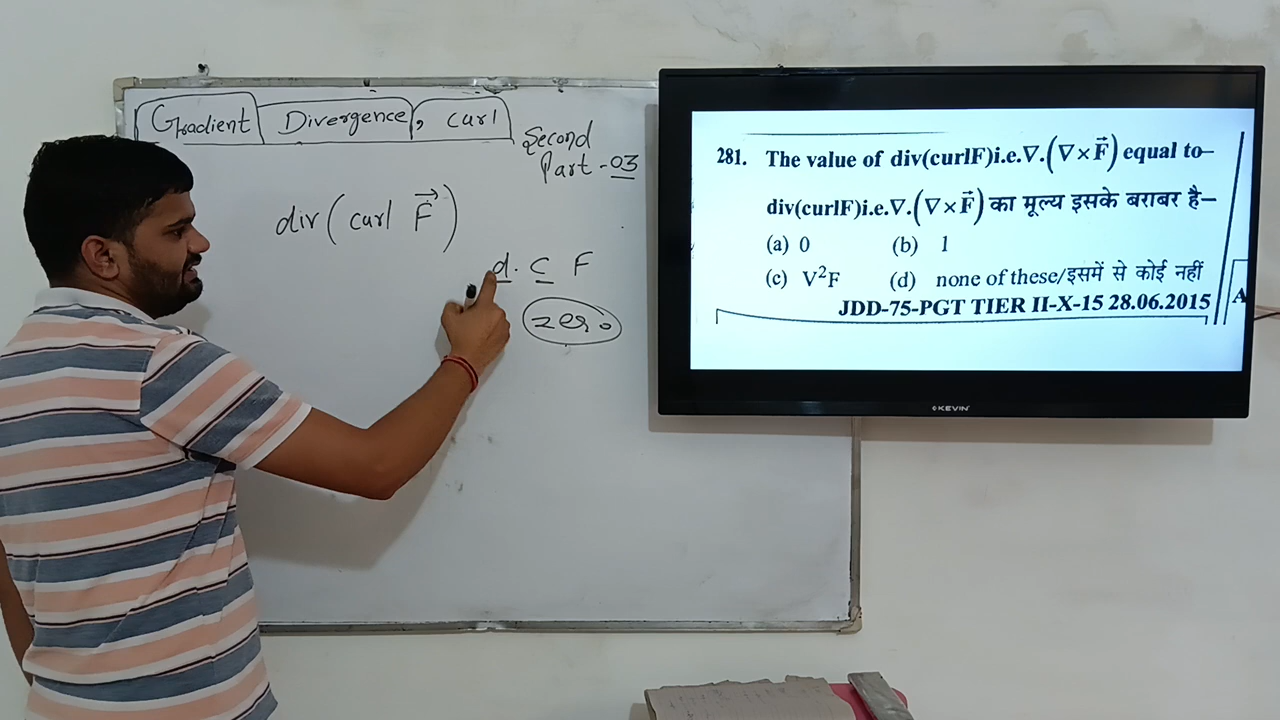 Gradient Divergence, curl
Second
Part - 03
div (curl F⃗)
d. c F
zero
281. The value of div(curlF)i.e.∇.(∇×F⃗) equal to–
div(curlF)i.e.∇.(∇×F⃗) का मूल्य इसके बराबर है–
(a) 0 (b) 1
(c) V²F (d) none of these/इसमें से कोई नहीं
JDD-75-PGT TIER II-X-15 28.06.2015
A
KEVIN